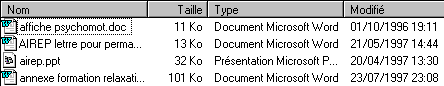 Nom Taille Type Modifié
affiche psychomot.doc 11 Ko Document Microsoft Word 01/10/1996 19:11
AIREP letre pour perma... 13 Ko Document Microsoft Word 21/05/1997 14:44
airep.ppt 32 Ko Présentation Microsoft P... 20/04/1997 13:30
annexe formation relaxati... 101 Ko Document Microsoft Word 23/07/1997 23:08